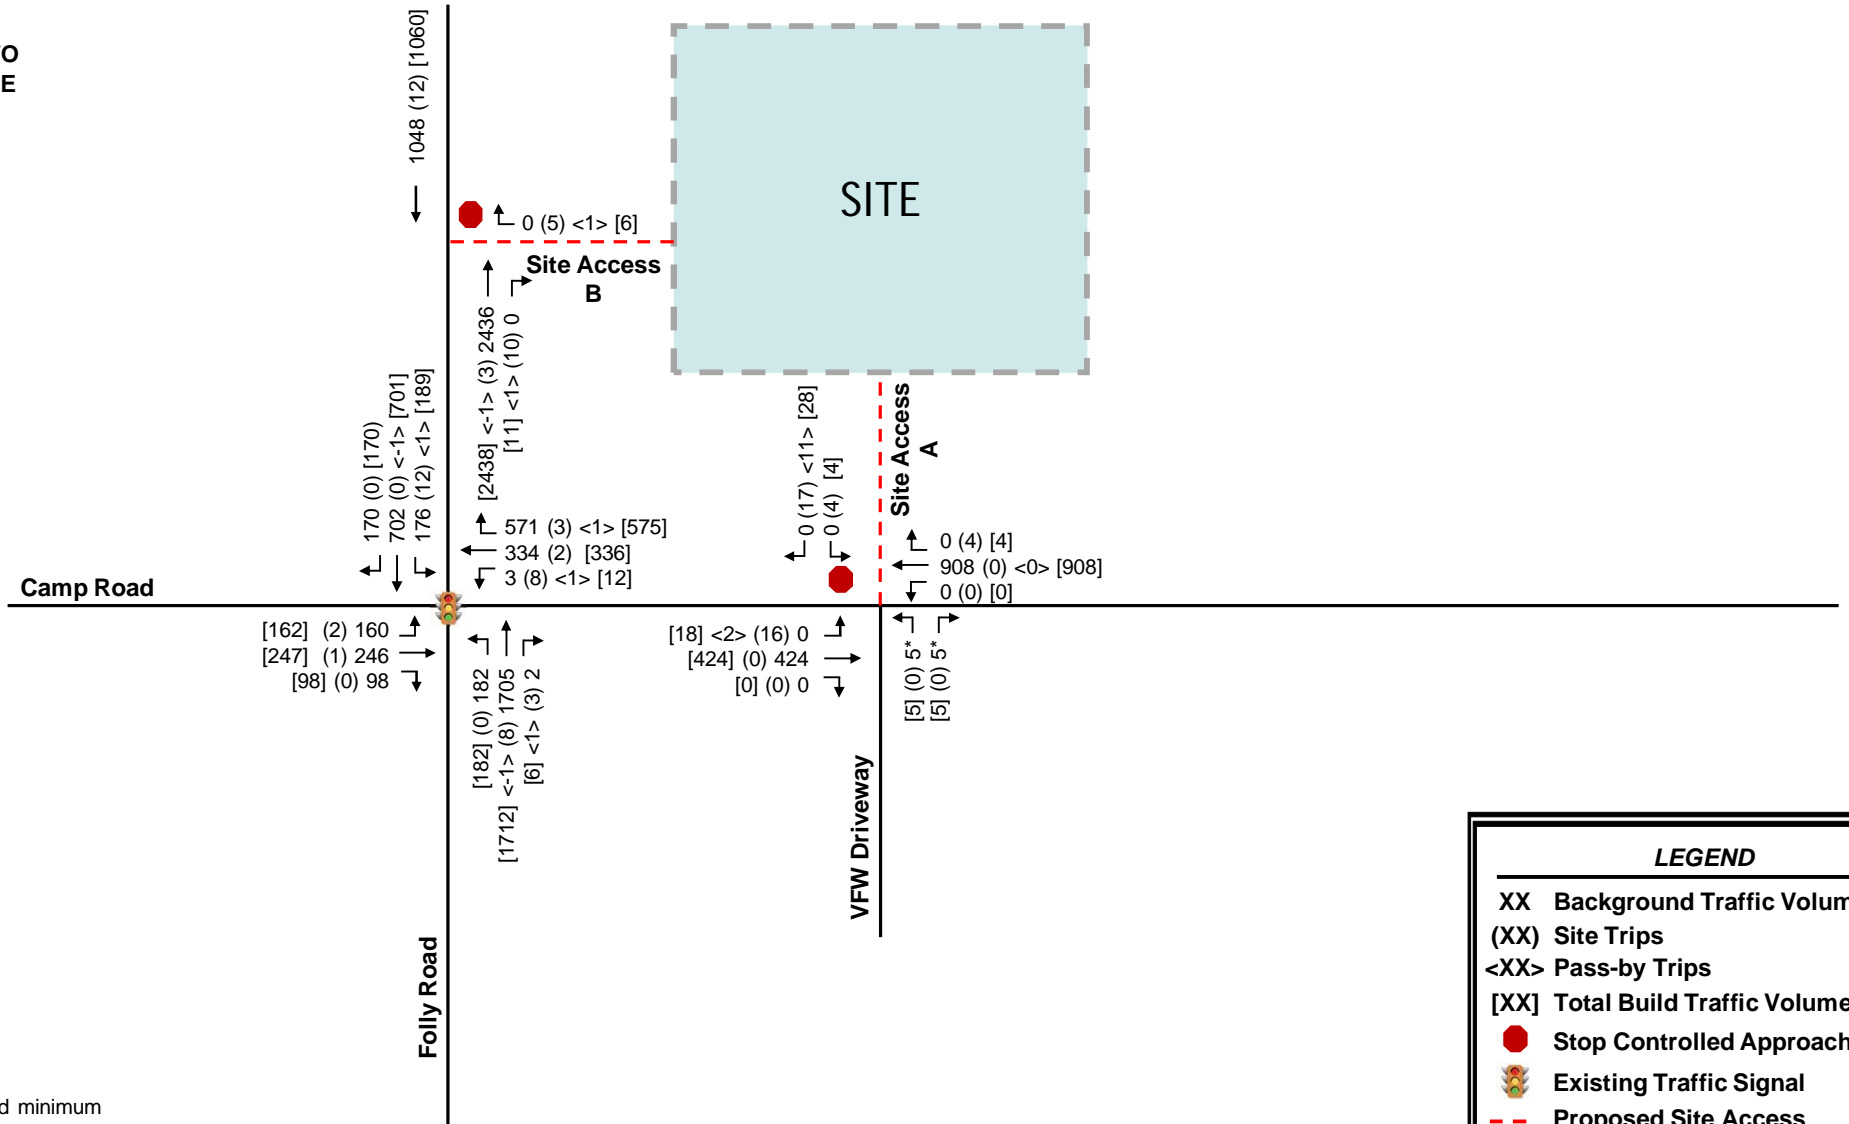 TO
E
1048 (12) [1060]
SITE
0 (5) <1> [6]
Site Access
B
[2438] <-1> (3) 2436
[11] <1> (10) 0
170 (0) [170)
702 (0) <-1> [701]
176 (12) <1> [189]
571 (3) <1> [575]
334 (2) [336]
3 (8) <1> [12]
0 (17) <11> [28]
0 (4) [4]
Site Access
A
0 (4) [4]
908 (0) <0> [908]
0 (0) [0]
Camp Road
[162] (2) 160
[247] (1) 246
[98] (0) 98
[182] (0) 182
[1712] <-1> (8) 1705
[6] <1> (3) 2
[18] <2> (16) 0
[424] (0) 424
[0] (0) 0
[5] (0) 5*
[5] (0) 5*
VFW Driveway
Folly Road
d minimum
LEGEND
XX Background Traffic Volum
(XX) Site Trips
<XX> Pass-by Trips
[XX] Total Build Traffic Volume
Stop Controlled Approach
Existing Traffic Signal
Proposed Site Access